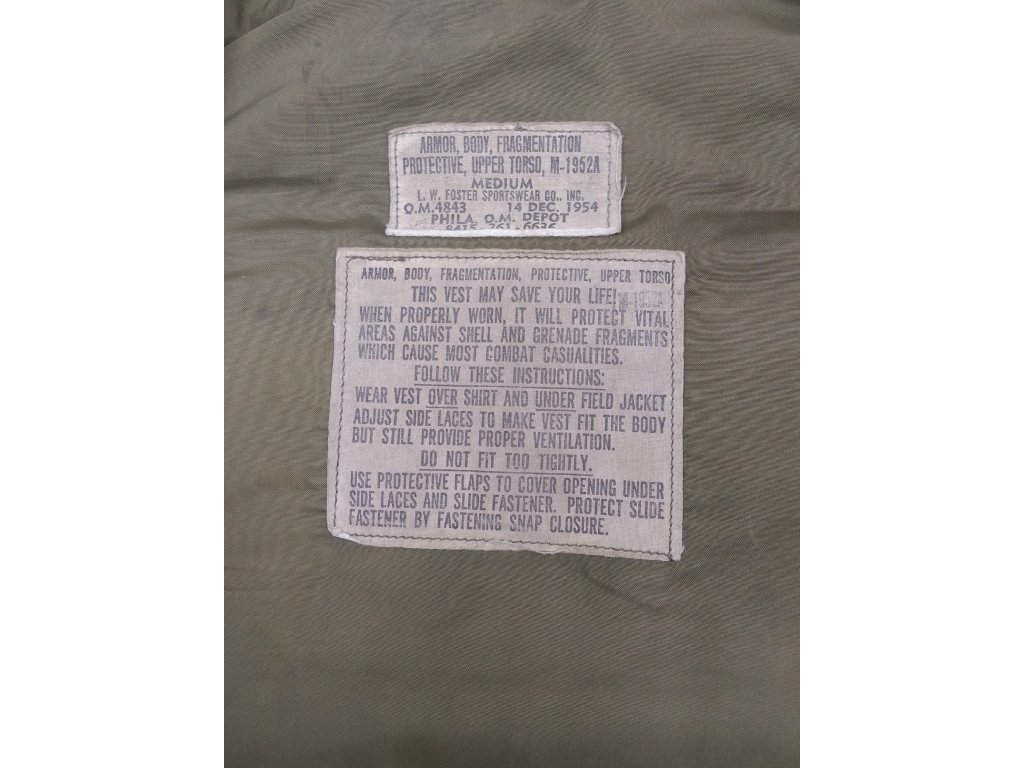 ARMOR, BODY, FRAGMENTATION
PROTECTIVE, UPPER TORSO, M-1952A
MEDIUM
L. W. FOSTER SPORTSWEAR CO., INC.
O.M.4843 14 DEC. 1954
PHILA. Q.M. DEPOT
8415-261-6636
ARMOR, BODY, FRAGMENTATION, PROTECTIVE, UPPER TORSO
M-1952A
THIS VEST MAY SAVE YOUR LIFE!
WHEN PROPERLY WORN, IT WILL PROTECT VITAL
AREAS AGAINST SHELL AND GRENADE FRAGMENTS
WHICH CAUSE MOST COMBAT CASUALITIES.
FOLLOW THESE INSTRUCTIONS:
WEAR VEST OVER SHIRT AND UNDER FIELD JACKET
ADJUST SIDE LACES TO MAKE VEST FIT THE BODY
BUT STILL PROVIDE PROPER VENTILATION.
DO NOT FIT TOO TIGHTLY.
USE PROTECTIVE FLAPS TO COVER OPENING UNDER
SIDE LACES AND SLIDE FASTENER. PROTECT SLIDE
FASTENER BY FASTENING SNAP CLOSURE.